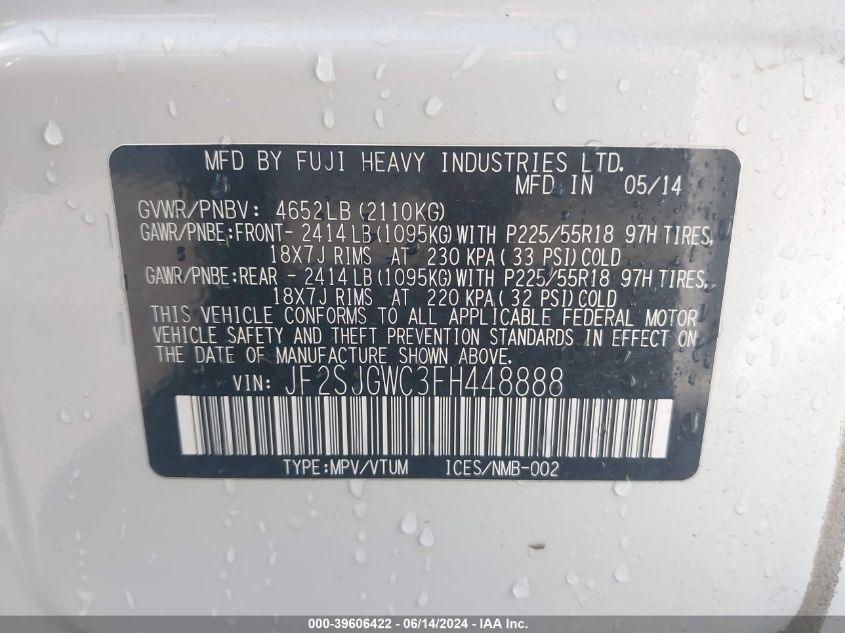 MFD BY FUJI HEAVY INDUSTRIES LTD.
MFD IN 05/14
GVWR/PNBV: 4652LB (2110KG)
GAWR/PNBE:FRONT- 2414LB(1095KG)WITH P225/55R18 97H TIRES,
18X7J RIMS AT 230 KPA (33 PSI) COLD
GAWR/PNBE:REAR - 2414LB(1095KG)WITH P225/55R18 97H TIRES,
18X7J RIMS AT 220 KPA (32 PSI)COLD
THIS VEHICLE CONFORMS TO ALL APPLICABLE FEDERAL MOTOR
VEHICLE SAFETY AND THEFT PREVENTION STANDARDS IN EFFECT ON
THE DATE OF MANUFACTURE SHOWN ABOVE.
VIN: JF2SJGWC3FH448888
TYPE:MPV/VTUM ICES/NMB-002
000-39606422 - 06/14/2024 - IAA Inc.